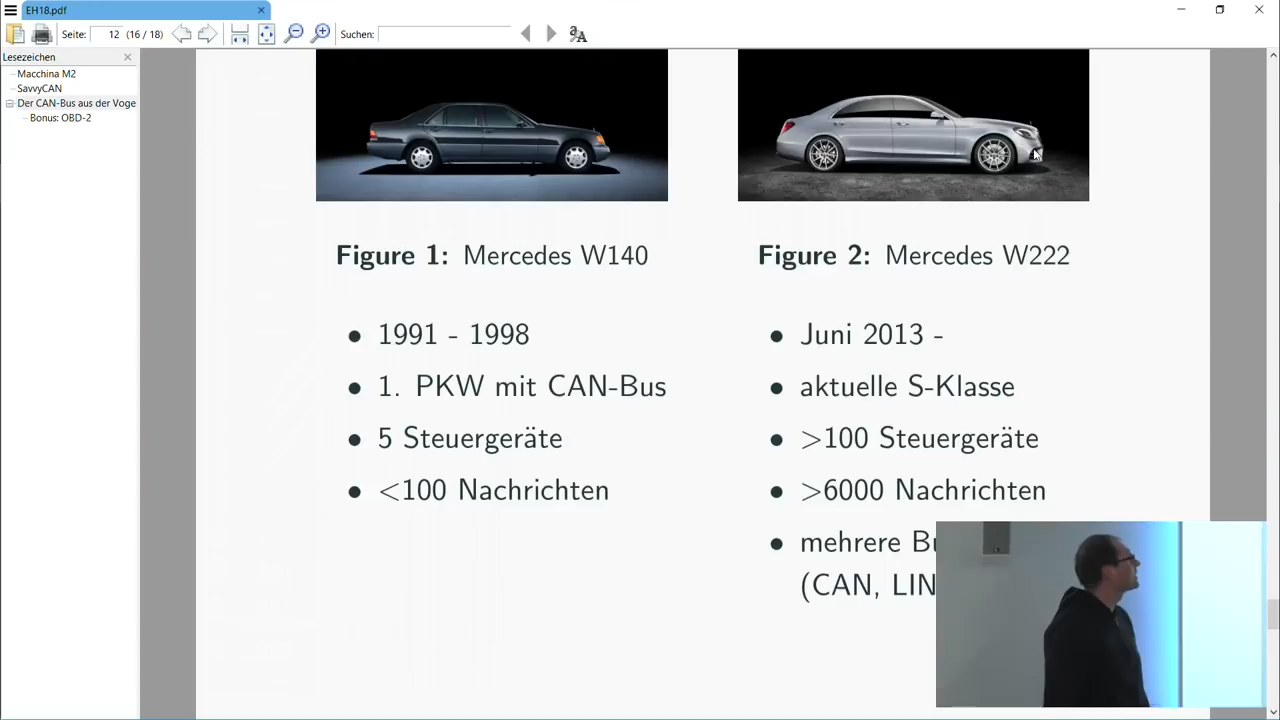 EH18.pdf
Seite: 12 (16 / 18) Suchen:
Lesezeichen
Macchina M2
SavvyCAN
Der CAN-Bus aus der Voge
Bonus: OBD-2
Figure 1: Mercedes W140
1991 - 1998
1. PKW mit CAN-Bus
5 Steuergeräte
<100 Nachrichten
Figure 2: Mercedes W222
Juni 2013 -
aktuelle S-Klasse
>100 Steuergeräte
>6000 Nachrichten
mehrere
(CAN, LIN